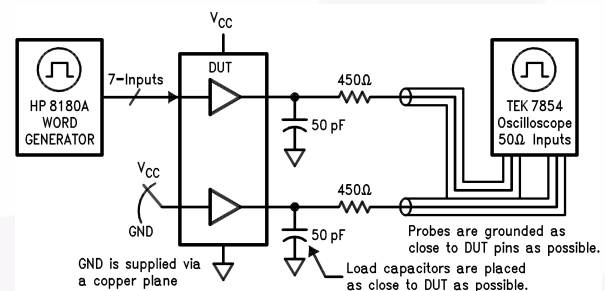 VCC
HP 8180A
WORD
GENERATOR
7-Inputs
DUT
450Ω
50 pF
TEK 7854
Oscilloscope
50Ω Inputs
VCC
GND
450Ω
50 pF
Probes are grounded as
close to DUT pins as possible.
GND is supplied via
a copper plane
Load capacitors are placed
as close to DUT as possible.